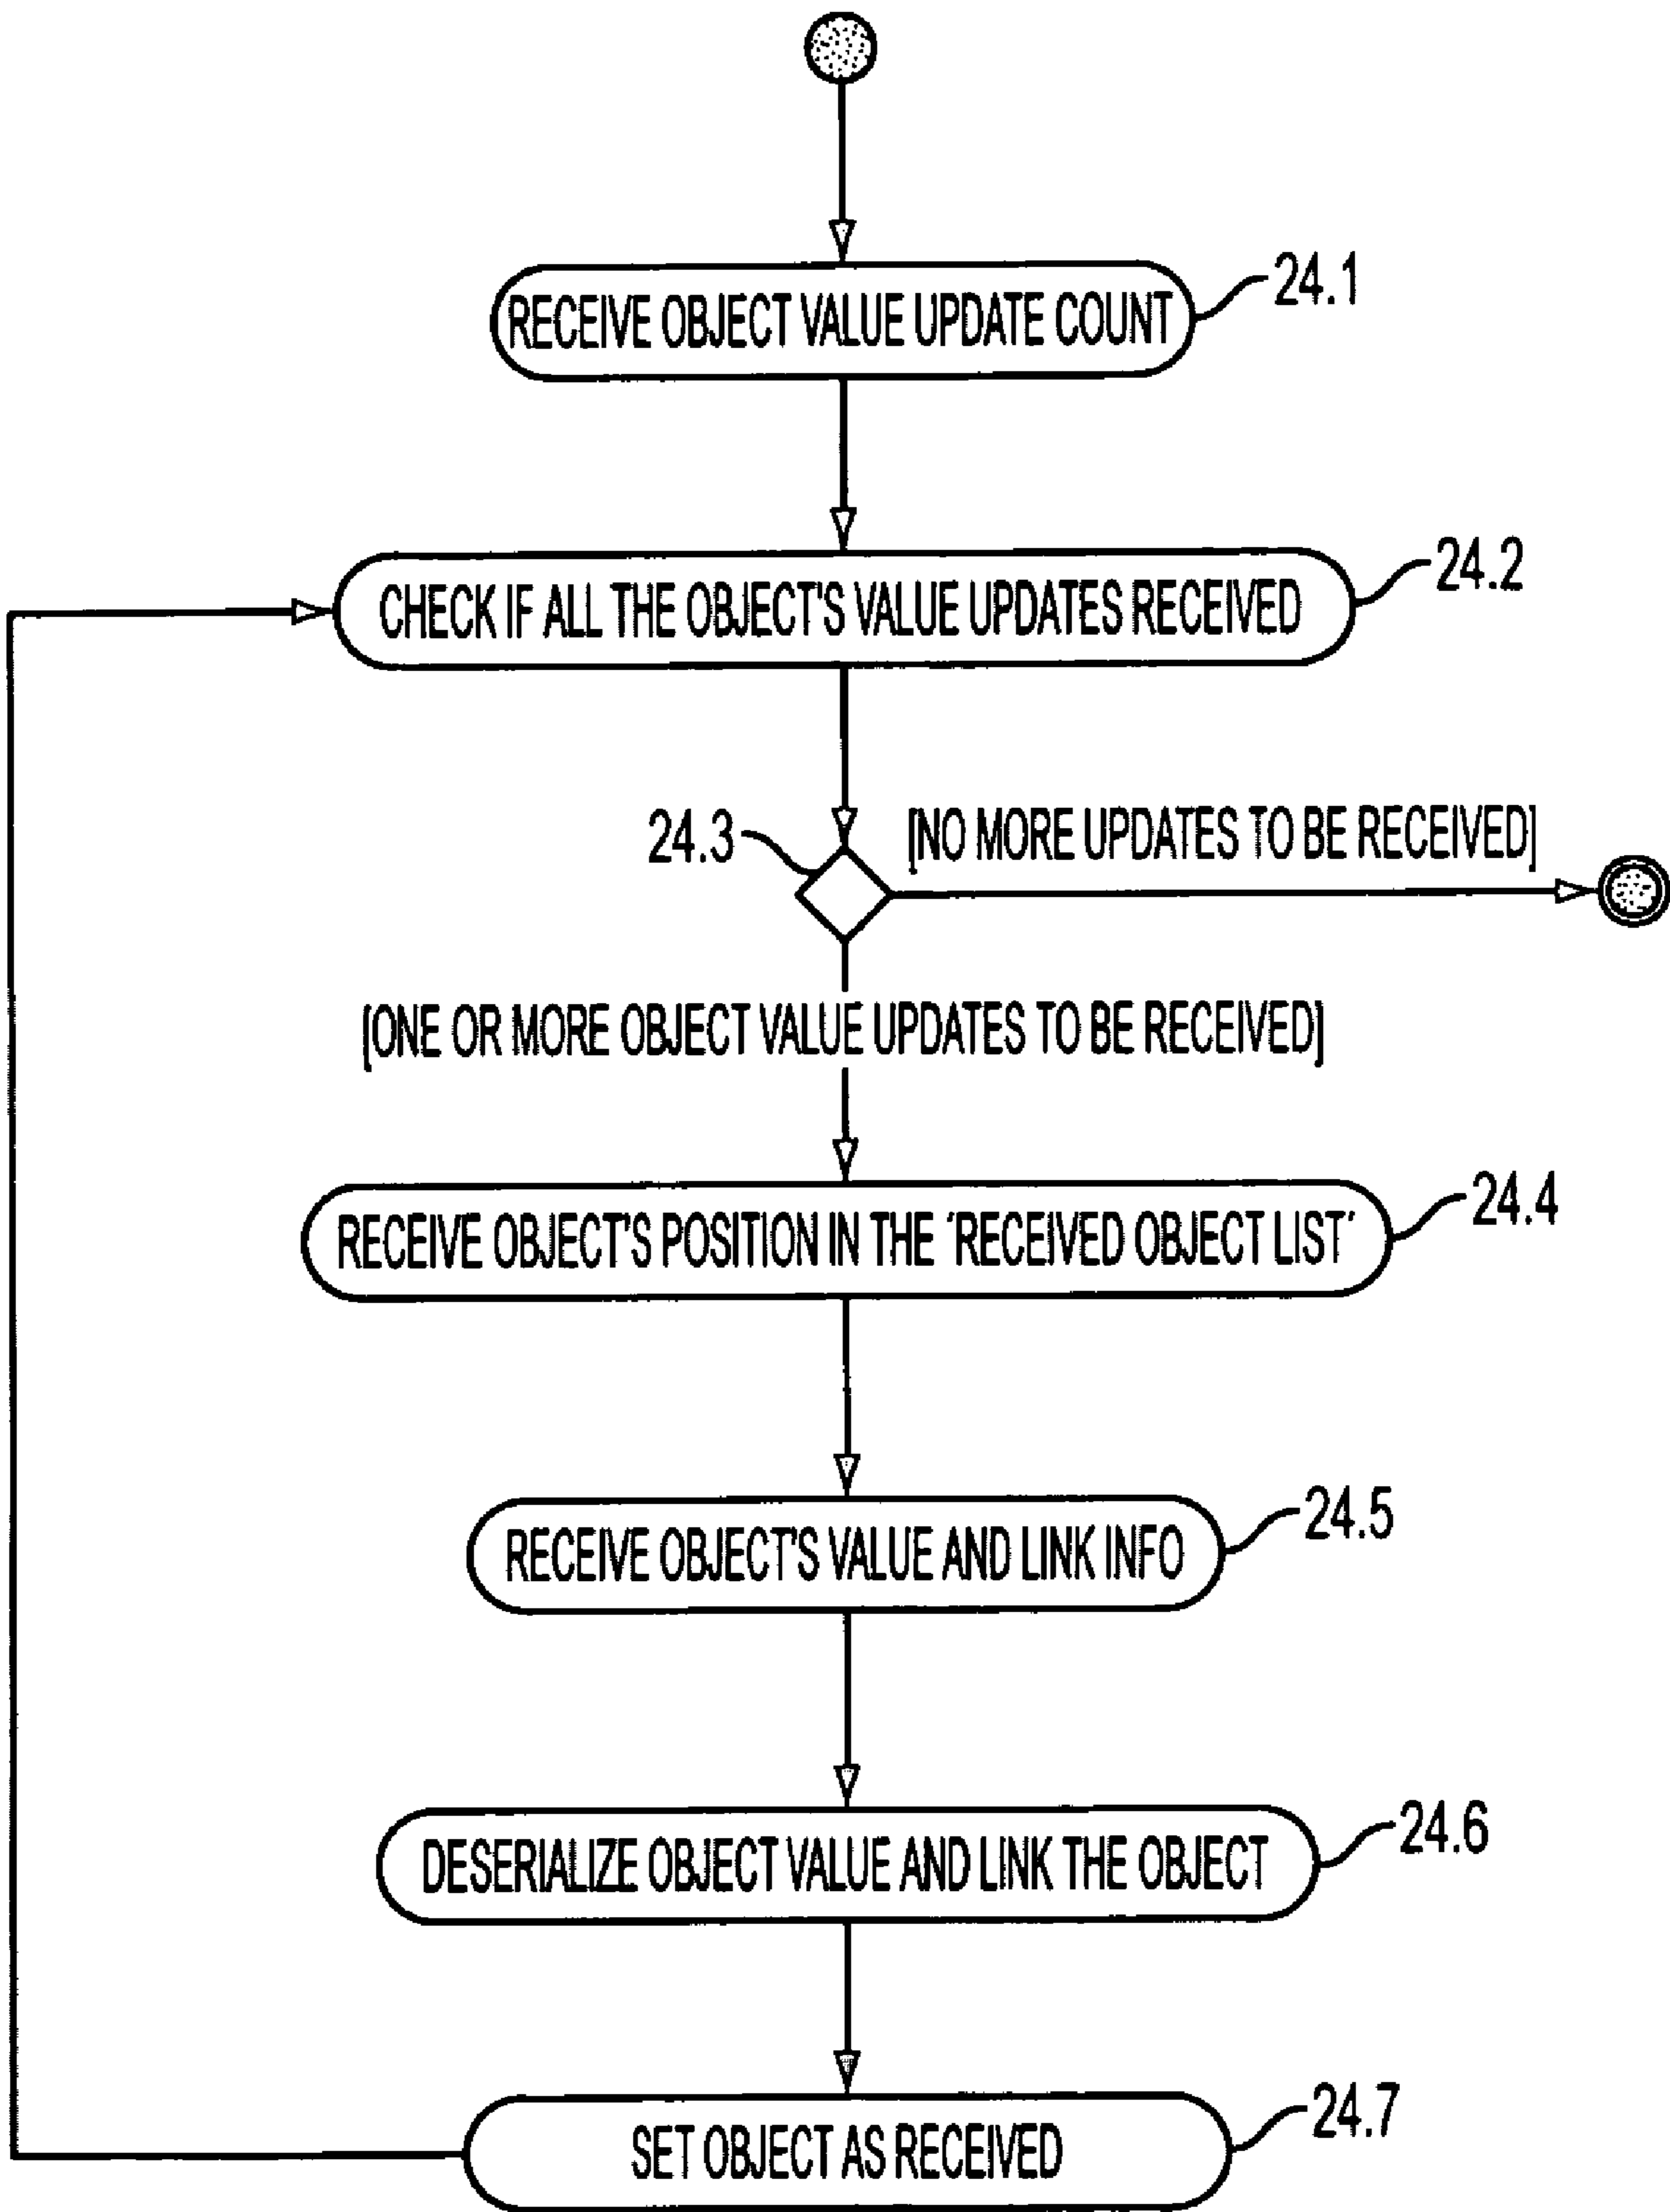 RECEIVE OBJECT VALUE UPDATE COUNT
24.1
CHECK IF ALL THE OBJECT'S VALUE UPDATES RECEIVED
24.2
24.3
[NO MORE UPDATES TO BE RECEIVED]
[ONE OR MORE OBJECT VALUE UPDATES TO BE RECEIVED]
RECEIVE OBJECT'S POSITION IN THE 'RECEIVED OBJECT LIST'
24.4
RECEIVE OBJECT'S VALUE AND LINK INFO
24.5
DESERIALIZE OBJECT VALUE AND LINK THE OBJECT
24.6
SET OBJECT AS RECEIVED
24.7